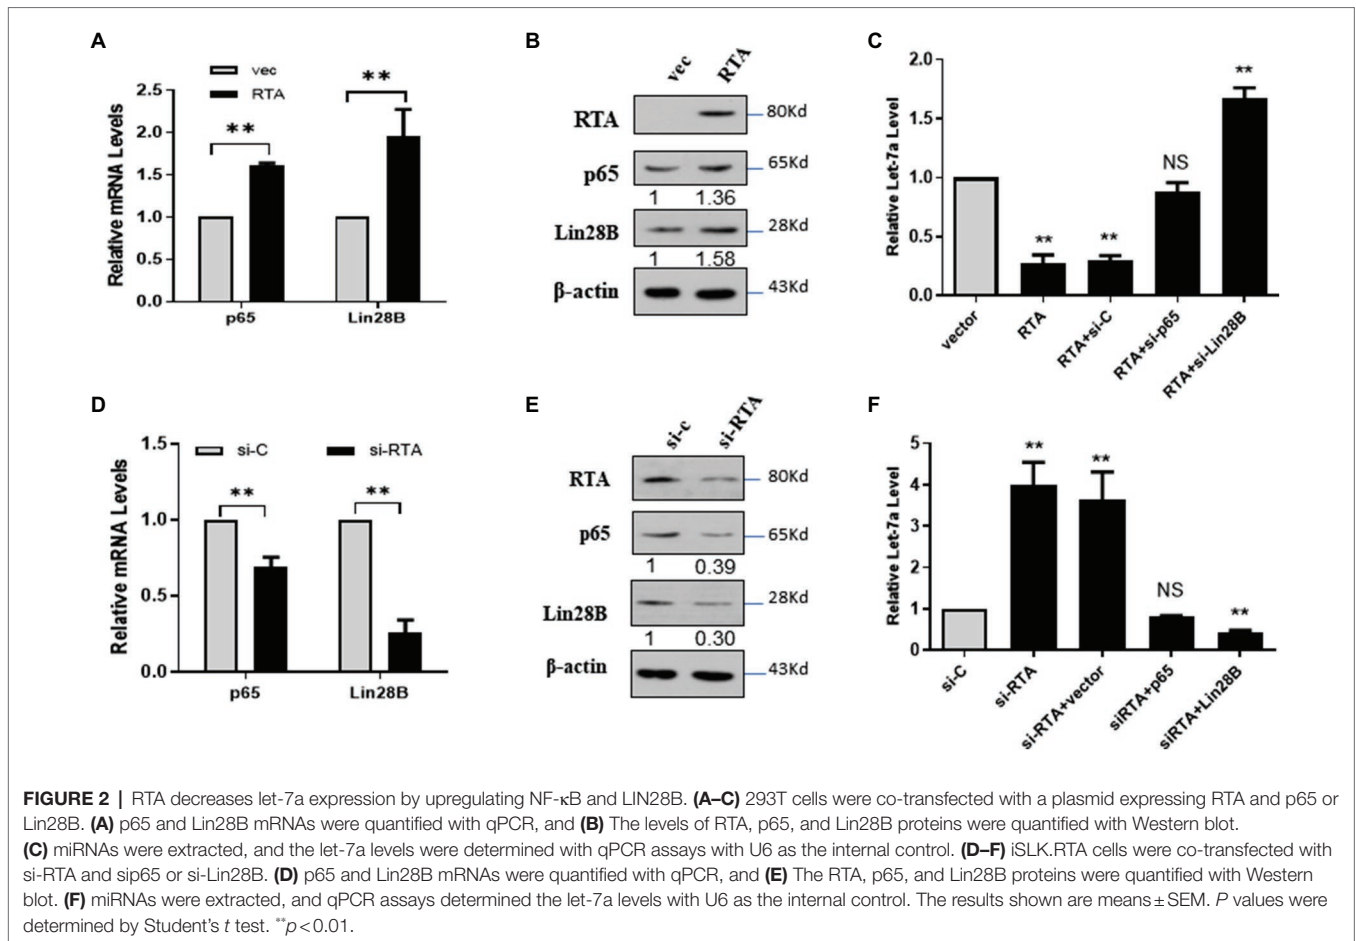 A
vec
RTA
Relative mRNA Levels
2.5
2.0
1.5
1.0
0.5
0.0
**
**
p65
Lin28B
B
vec
RTA
RTA
80Kd
p65
65Kd
1
1.36
Lin28B
28Kd
1
1.58
β-actin
43Kd
C
Relative Let-7a Level
2.0
1.5
1.0
0.5
0.0
**
**
NS
**
vector
RTA
RTA+si-C
RTA+si-p65
RTA+si-Lin28B
D
si-C
si-RTA
Relative mRNA Levels
1.5
1.0
0.5
0.0
**
**
p65
Lin28B
E
si-c
si-RTA
RTA
80Kd
p65
65Kd
1
0.39
Lin28B
28Kd
1
0.30
β-actin
43Kd
F
Relative Let-7a Level
5
4
3
2
1
0
**
**
NS
**
si-C
si-RTA
si-RTA+vector
siRTA+p65
siRTA+Lin28B
FIGURE 2 | RTA decreases let-7a expression by upregulating NF-κB and LIN28B. (A–C) 293T cells were co-transfected with a plasmid expressing RTA and p65 or
Lin28B. (A) p65 and Lin28B mRNAs were quantified with qPCR, and (B) The levels of RTA, p65, and Lin28B proteins were quantified with Western blot.
(C) miRNAs were extracted, and the let-7a levels were determined with qPCR assays with U6 as the internal control. (D–F) iSLK.RTA cells were co-transfected with
si-RTA and sip65 or si-Lin28B. (D) p65 and Lin28B mRNAs were quantified with qPCR, and (E) The RTA, p65, and Lin28B proteins were quantified with Western
blot. (F) miRNAs were extracted, and qPCR assays determined the let-7a levels with U6 as the internal control. The results shown are means ± SEM. P values were
determined by Student's t test. **p < 0.01.